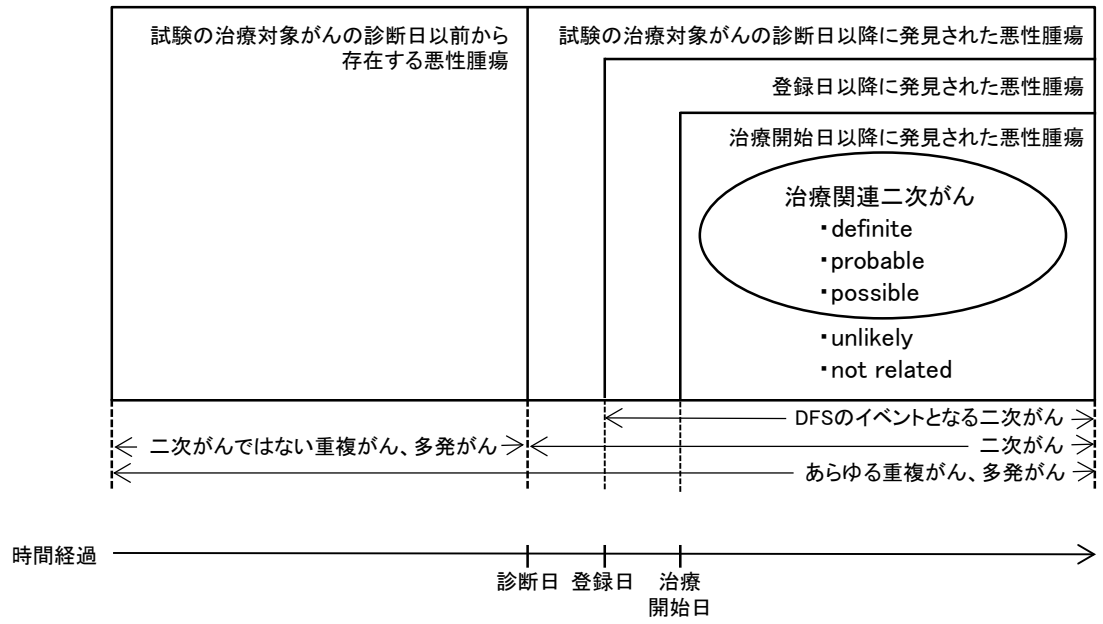 試験の治療対象がんの診断日以前から
存在する悪性腫瘍
試験の治療対象がんの診断日以降に発見された悪性腫瘍
登録日以降に発見された悪性腫瘍
治療開始日以降に発見された悪性腫瘍
治療関連二次がん
・definite
・probable
・possible
・unlikely
・not related
DFSのイベントとなる二次がん
二次がんではない重複がん、多発がん
二次がん
あらゆる重複がん、多発がん
時間経過
診断日 登録日 治療
開始日